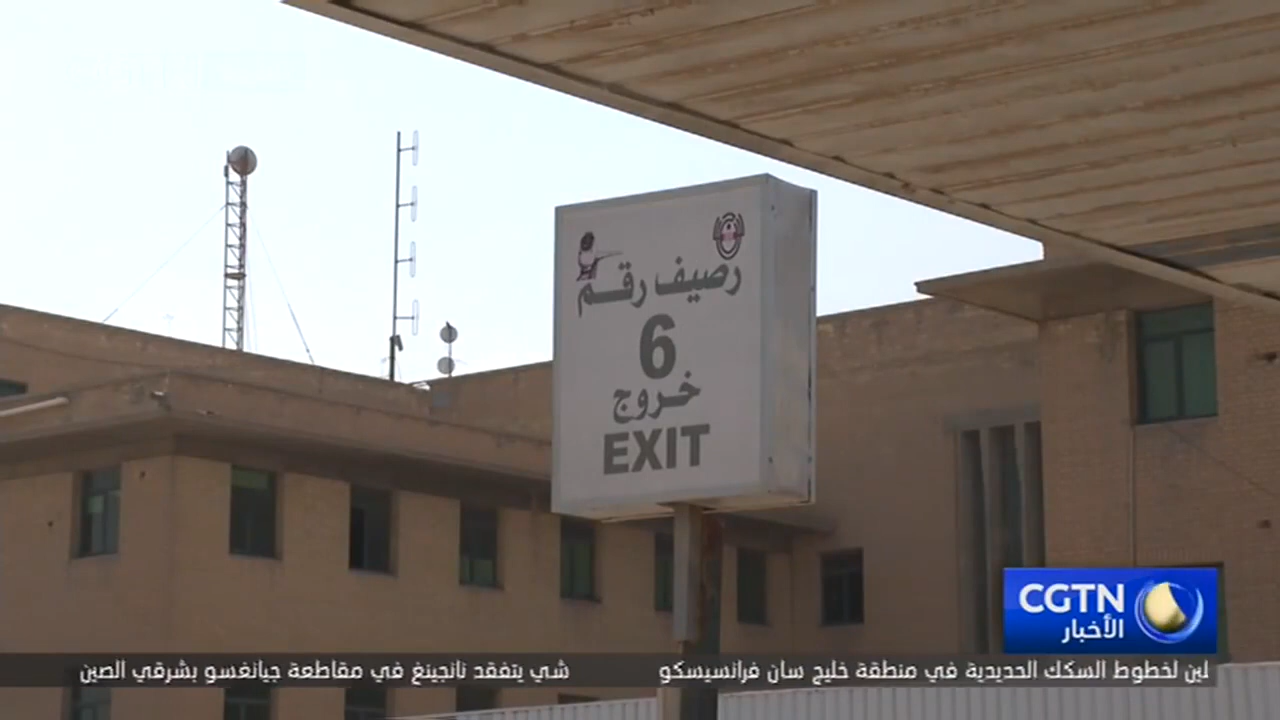 رصيف رقم
6
خروج
EXIT
CGTN
الأخبار
لين لخطوط السكك الحديدية في منطقة خليج سان فرانسيسكو
شي يتفقد نانجينغ في مقاطعة جيانغسو بشرقي الصين